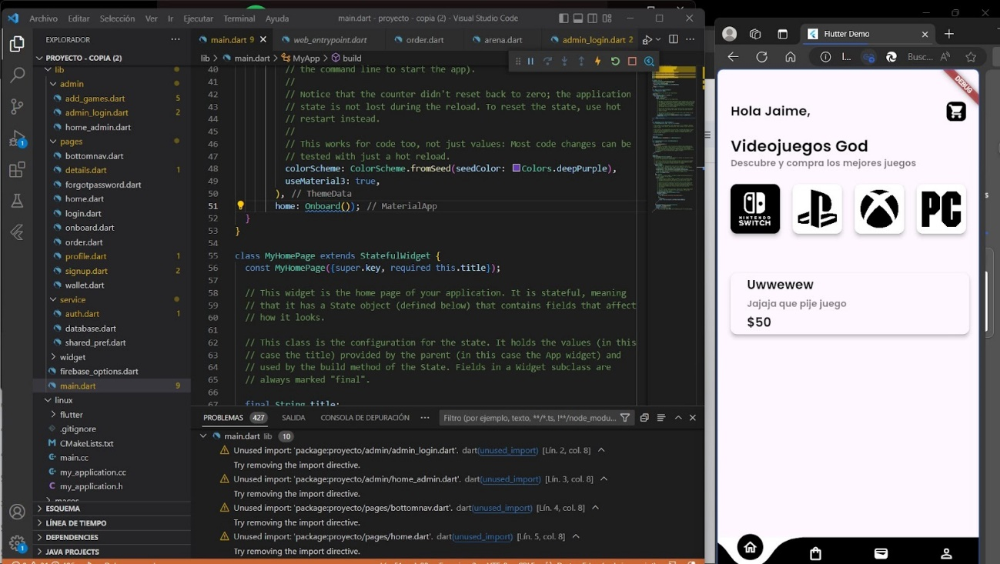 Archivo Editar Selección Ver Ir Ejecutar Terminal Ayuda
main.dart - proyecto - copia (2) - Visual Studio Code
EXPLORADOR
PROYECTO - COPIA (2)
lib
admin
add_games.dart 5
admin_login.dart 2
home_admin.dart
pages
bottomnav.dart
details.dart 1
forgotpassword.dart
home.dart
login.dart
onboard.dart
order.dart
profile.dart 1
signup.dart 2
wallet.dart
service
auth.dart 1
database.dart
shared_pref.dart
widget
firebase_options.dart
main.dart 9
linux
flutter
.gitignore
CMakeLists.txt
main.cc
my_application.cc
my_application.h
macos
ESQUEMA
LÍNEA DE TIEMPO
DEPENDENCIES
JAVA PROJECTS
1
1
main.dart 9 web_entrypoint.dart order.dart arena.dart admin_login.dart 2
lib > main.dart > MyApp > build
40 // the command line to start the app).
41 //
42 // Notice that the counter didn't reset back to zero; the application
43 // state is not lost during the reload. To reset the state, use hot
44 // restart instead.
45 //
46 // This works for code too, not just values: Most code changes can be
47 // tested with just a hot reload.
48 colorScheme: ColorScheme.fromSeed(seedColor: Colors.deepPurple),
49 useMaterial3: true,
50 ), // ThemeData
51 home: Onboard()); // MaterialApp
52 }
53 }
54
55 class MyHomePage extends StatefulWidget {
56 const MyHomePage({super.key, required this.title});
57
58 // This widget is the home page of your application. It is stateful, meaning
59 // that it has a State object (defined below) that contains fields that affect
60 // how it looks.
61
62 // This class is the configuration for the state. It holds the values (in this
63 // case the title) provided by the parent (in this case the App widget) and
64 // used by the build method of the State. Fields in a Widget subclass are
65 // always marked "final".
66
67 final String title;
PROBLEMAS 427 SALIDA CONSOLA DE DEPURACIÓN
Filtro (por ejemplo, texto, **/*.ts, !**/node_modu...
main.dart lib 10
Unused import: 'package:proyecto/admin/admin_login.dart'. dart(unused_import) [Lín. 2, col. 8]
Try removing the import directive.
Unused import: 'package:proyecto/admin/home_admin.dart'. dart(unused_import) [Lín. 3, col. 8]
Try removing the import directive.
Unused import: 'package:proyecto/pages/bottomnav.dart'. dart(unused_import) [Lín. 4, col. 8]
Try removing the import directive.
Unused import: 'package:proyecto/pages/home.dart'. dart(unused_import) [Lín. 5, col. 8]
Try removing the import directive.
Flutter Demo
I... Busc...
DEBUG
Hola Jaime,
Videojuegos God
Descubre y compra los mejores juegos
NINTENDO
SWITCH
PC
Uwwewew
Jajaja que pije juego
$50